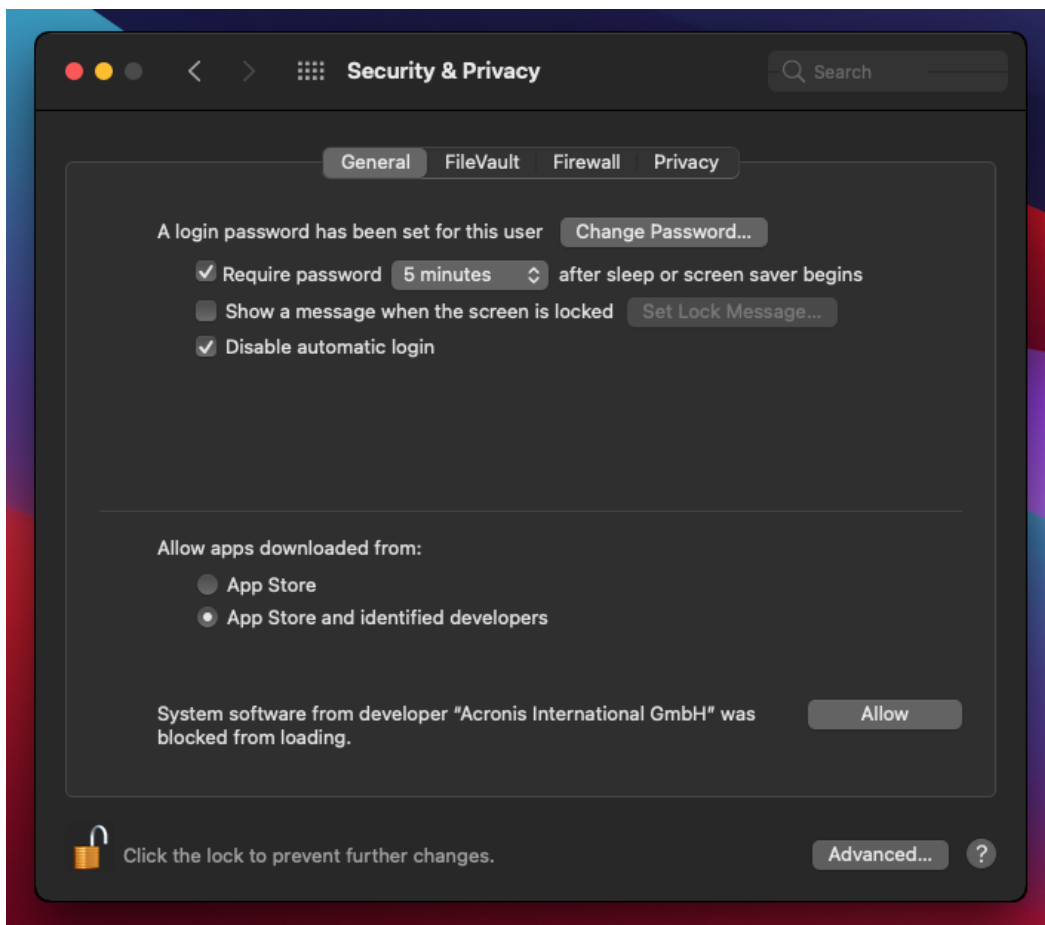 Security & Privacy
Search
General FileVault Firewall Privacy
A login password has been set for this user Change Password...
Require password 5 minutes after sleep or screen saver begins
Show a message when the screen is locked Set Lock Message...
Disable automatic login
Allow apps downloaded from:
App Store
App Store and identified developers
System software from developer “Acronis International GmbH” was Allow
blocked from loading.
Click the lock to prevent further changes. Advanced... ?